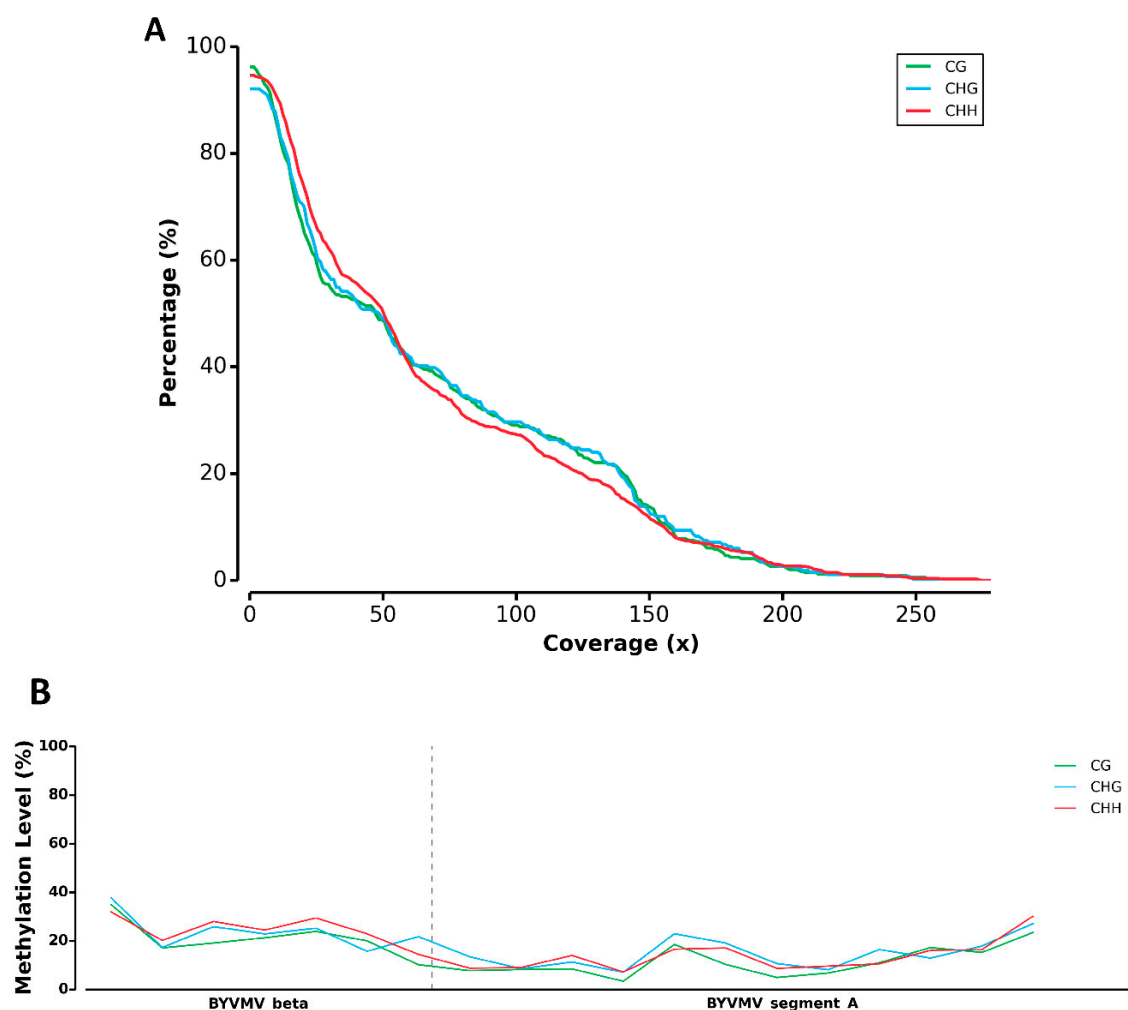 A
100
80
60
40
20
0
Percentage (%)
CG
CHG
CHH
0 50 100 150 200 250
Coverage (x)
B
100
80
60
40
20
0
Methylation Level (%)
CG
CHG
CHH
BYVMV beta BYVMV segment A